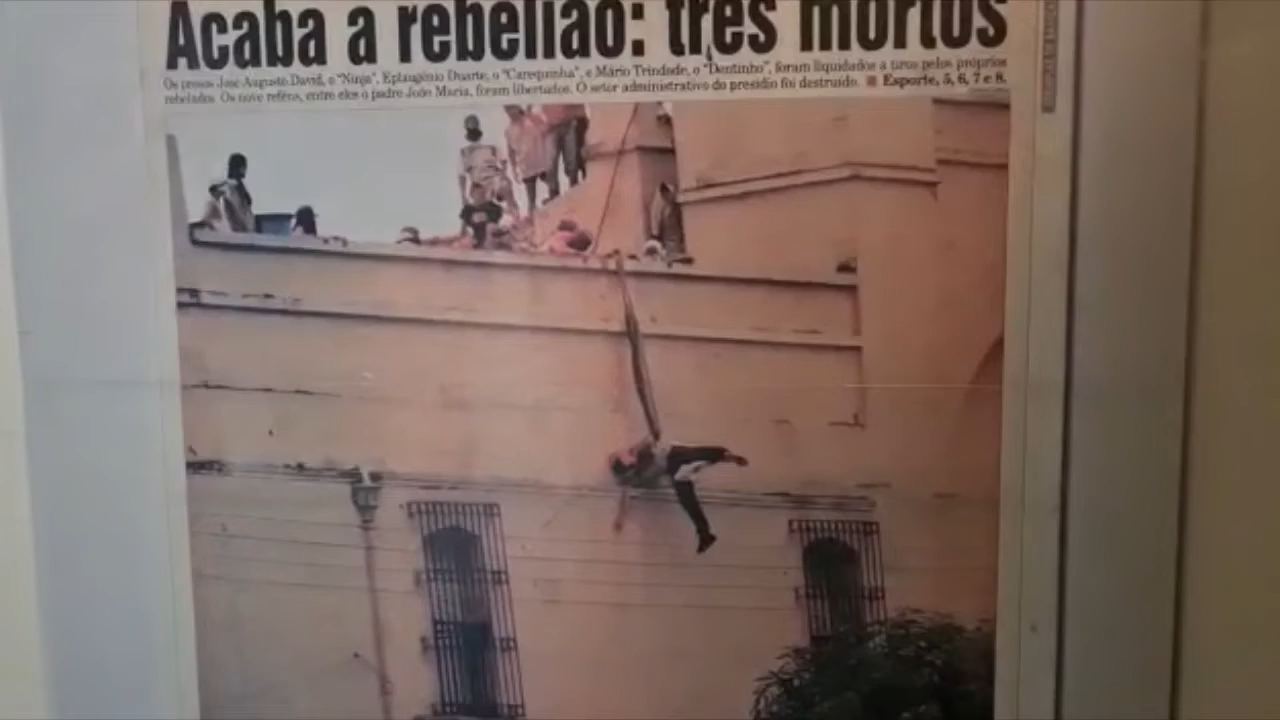 Acaba a rebelião: três mortos
Os presos José Augusto David, o "Ninja", Eplaugênio Duarte, o "Carequinha", e Mário Trindade, o "Dentinho", foram liquidados a tiros pelos próprios
rebelados. Os nove reféns, entre eles o padre João Maria, foram libertados. O setor administrativo do presídio foi destruído. ■ Esporte, 5, 6, 7 e 8.